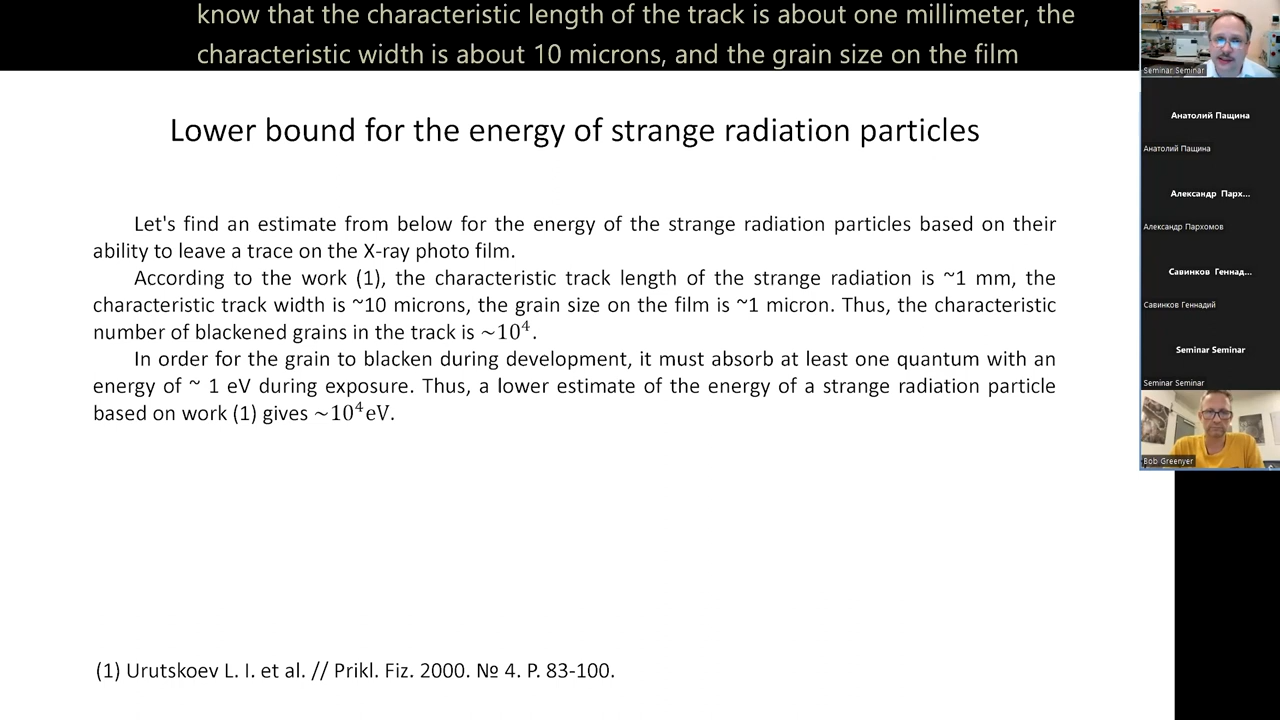 know that the characteristic length of the track is about one millimeter, the
characteristic width is about 10 microns, and the grain size on the film
Lower bound for the energy of strange radiation particles
Let's find an estimate from below for the energy of the strange radiation particles based on their
ability to leave a trace on the X-ray photo film.
According to the work (1), the characteristic track length of the strange radiation is ~1 mm, the
characteristic track width is ~10 microns, the grain size on the film is ~1 micron. Thus, the characteristic
number of blackened grains in the track is ~10⁴.
In order for the grain to blacken during development, it must absorb at least one quantum with an
energy of ~ 1 eV during exposure. Thus, a lower estimate of the energy of a strange radiation particle
based on work (1) gives ~10⁴eV.
(1) Urutskoev L. I. et al. // Prikl. Fiz. 2000. № 4. P. 83-100.
Seminar Seminar
Анатолий Пащина
Анатолий Пащина
Александр Парх...
Александр Пархомов
Савинков Геннад...
Савинков Геннадий
Seminar Seminar
Seminar Seminar
Bob Greenyer